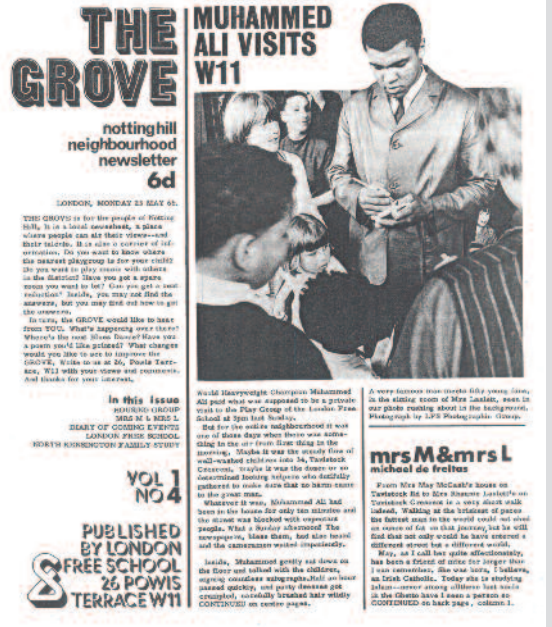 THE
GROVE
nottinghill
neighbourhood
newsletter
6d
LONDON, MONDAY 23 MAY 66.
THE GROVE is for the people of Notting
Hill. It is a local newssheet, a place
where people can air their views---and
their talents. It is also a carrier of inf-
ormation. Do you want to know where
the nearest playgroup is for your child?
Do you want to play music with others
in the district? Have you got a spare
room you want to let? Can you get a rent
reduction? Inside, you may not find the
answers, but you may find out how to get
the answers.
In turn, the GROVE would like to hear
from YOU. What's happening over there?
Where's the next Blues Dance? Have you
a poem you'd like printed? What changes
would you like to see to improve the
GROVE. Write to us at 26, Powis Terr-
ace, W11 with your views and comments.
And thanks for your interest.
in this issue
HOUSING GROUP
MRS M & MRS L
DIARY OF COMING EVENTS
LONDON FREE SCHOOL
NORTH KENSINGTON FAMILY STUDY
VOL 1
NO 4
PUBLISHED
BY LONDON
FREE SCHOOL
26 POWIS
TERRACE W11
&
MUHAMMED
ALI VISITS
W11
World Heavyweight Champion Muhammed
Ali paid what was supposed to be a private
visit to the Play Group of the London Free
School at 3pm last Sunday.
But for the entire neighbourhood it was
one of those days when there was some-
thing in the air from first thing in the
morning. Maybe it was the steady flow of
well-washed children into 34, Tavistock
Crescent. Maybe it was the dozen or so
determined looking helpers who dutifully
gathered to make sure that no harm came
to the great man.
Whatever it was, Muhammed Ali had
been in the house for only ten minutes and
the street was blocked with expectant
people. What a Sunday afternoon! The
newspapers, bless them, had also heard
and the cameramen waited impatiently.
Inside, Muhammed gently sat down on
the floor and talked with the children,
signing countless autographs. Half an hour
passed quickly, and party dresses got
crumpled, carefully brushed hair wildly
CONTINUED on centre pages.
A very famous man meets fifty young fans,
in the sitting room of Mrs Laslett, seen in
our photo rushing about in the background.
Photograph by LFS Photographic Group.
mrs M & mrs L
michael de freitas
From Mrs May McCash's house on
Tavistock Rd to Mrs Rhaune Laslett's on
Tavistock Crescent is a very short walk
indeed. Walking at the briskest of paces
the fattest man in the world could not shed
an ounce of fat on that journey, but he will
find that not only would he have entered a
different street but a different world.
May, as I call her quite affectionately,
has been a friend of mine for longer than
I can remember. She was born, I believe,
an Irish Catholic. Today she is studying
in the Ghetto have I seen a person so
CONTINUED on back page, column 1.